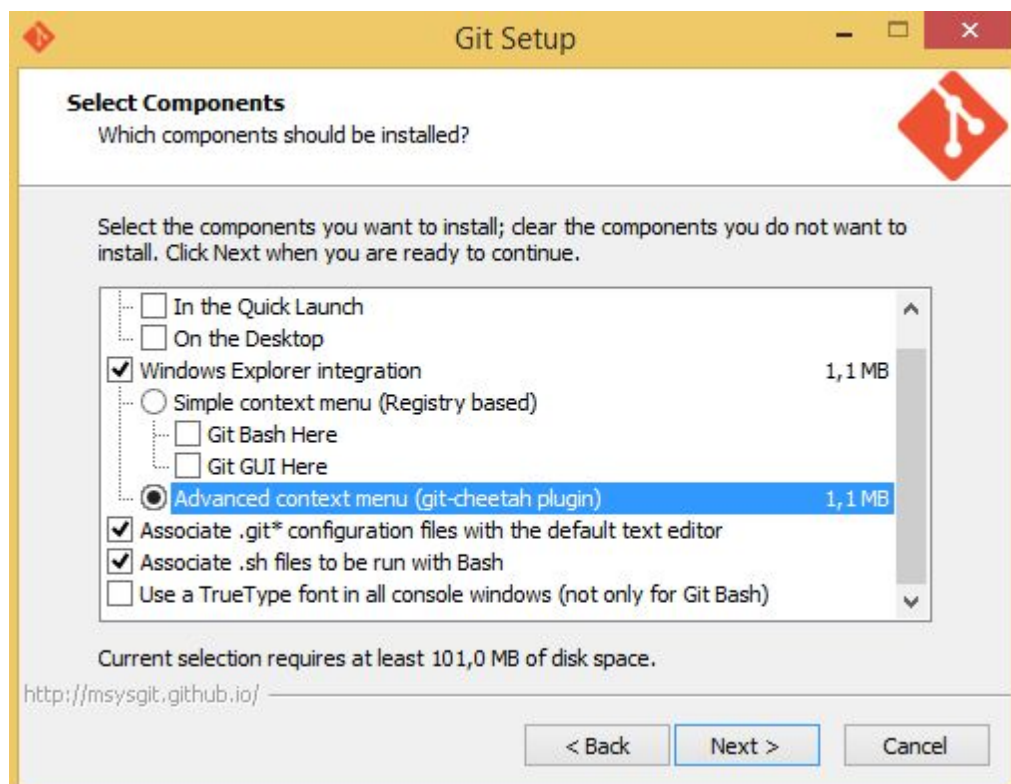 Git Setup
Select Components
Which components should be installed?
Select the components you want to install; clear the components you do not want to
install. Click Next when you are ready to continue.
In the Quick Launch
On the Desktop
Windows Explorer integration 1,1 MB
Simple context menu (Registry based)
Git Bash Here
Git GUI Here
Advanced context menu (git-cheetah plugin) 1,1 MB
Associate .git* configuration files with the default text editor
Associate .sh files to be run with Bash
Use a TrueType font in all console windows (not only for Git Bash)
Current selection requires at least 101,0 MB of disk space.
http://msysgit.github.io/
< Back Next > Cancel